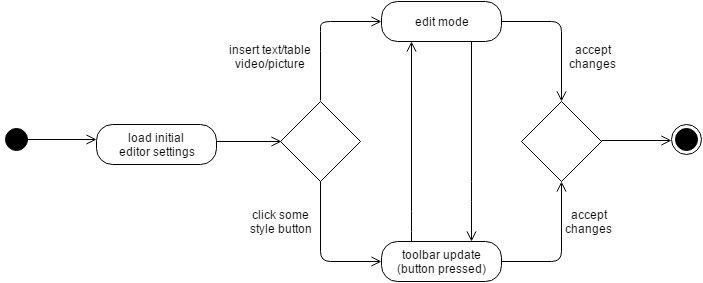 edit mode
insert text/table
video/picture
accept
changes
load initial
editor settings
click some
style button
accept
changes
toolbar update
(button pressed)